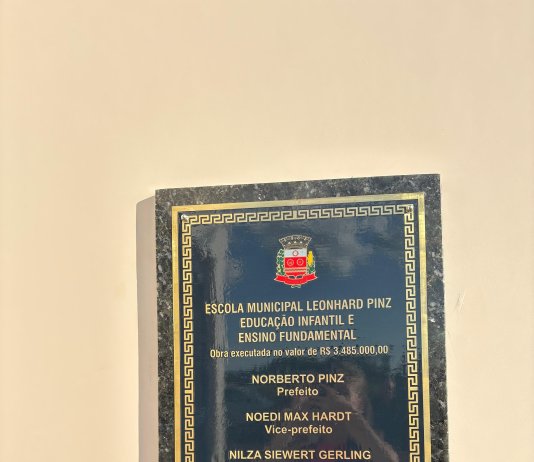 ESCOLA MUNICIPAL LEONHARD PINZ
EDUCAÇÃO INFANTIL E
ENSINO FUNDAMENTAL
Obra executada no valor de R$ 3.485.000,00
NORBERTO PINZ
Prefeito
NOEDI MAX HARDT
Vice-prefeito
NILZA SIEWERT GERLING